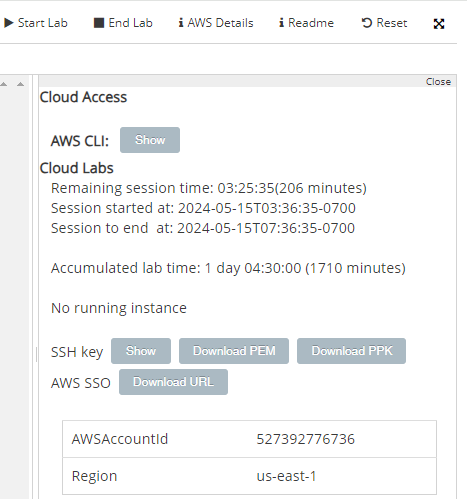 Start Lab End Lab AWS Details Readme Reset
Close
Cloud Access
AWS CLI: Show
Cloud Labs
Remaining session time: 03:25:35(206 minutes)
Session started at: 2024-05-15T03:36:35-0700
Session to end at: 2024-05-15T07:36:35-0700
Accumulated lab time: 1 day 04:30:00 (1710 minutes)
No running instance
SSH key Show Download PEM Download PPK
AWS SSO Download URL
AWSAccountId 527392776736
Region us-east-1